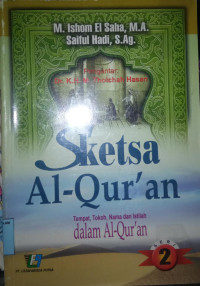 M. Ishom El Saha, M.A.
Saiful Hadi, S.Ag.
Pengantar:
K.H. Hasan
Sketsa
Al-Qur'an
Tempat, Tokoh, Nama dan Istilah
dalam Al-Qur'an
2